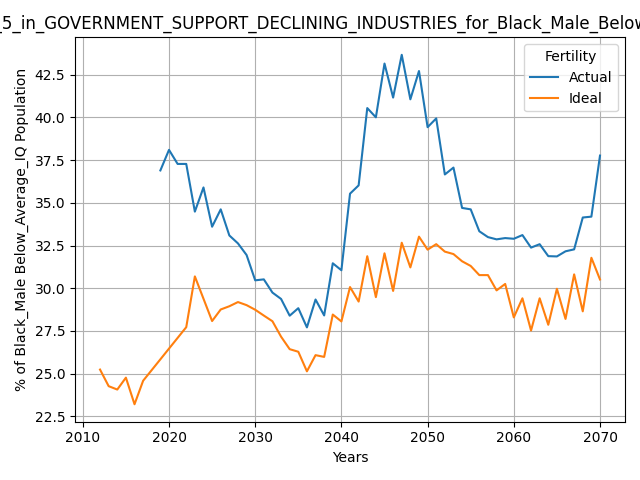 _5_in_GOVERNMENT_SUPPORT_DECLINING_INDUSTRIES_for_Black_Male_Below
Fertility
Actual
Ideal
42.5
40.0
37.5
35.0
32.5
30.0
27.5
25.0
22.5
% of Black_Male Below_Average_IQ Population
2010 2020 2030 2040 2050 2060 2070
Years